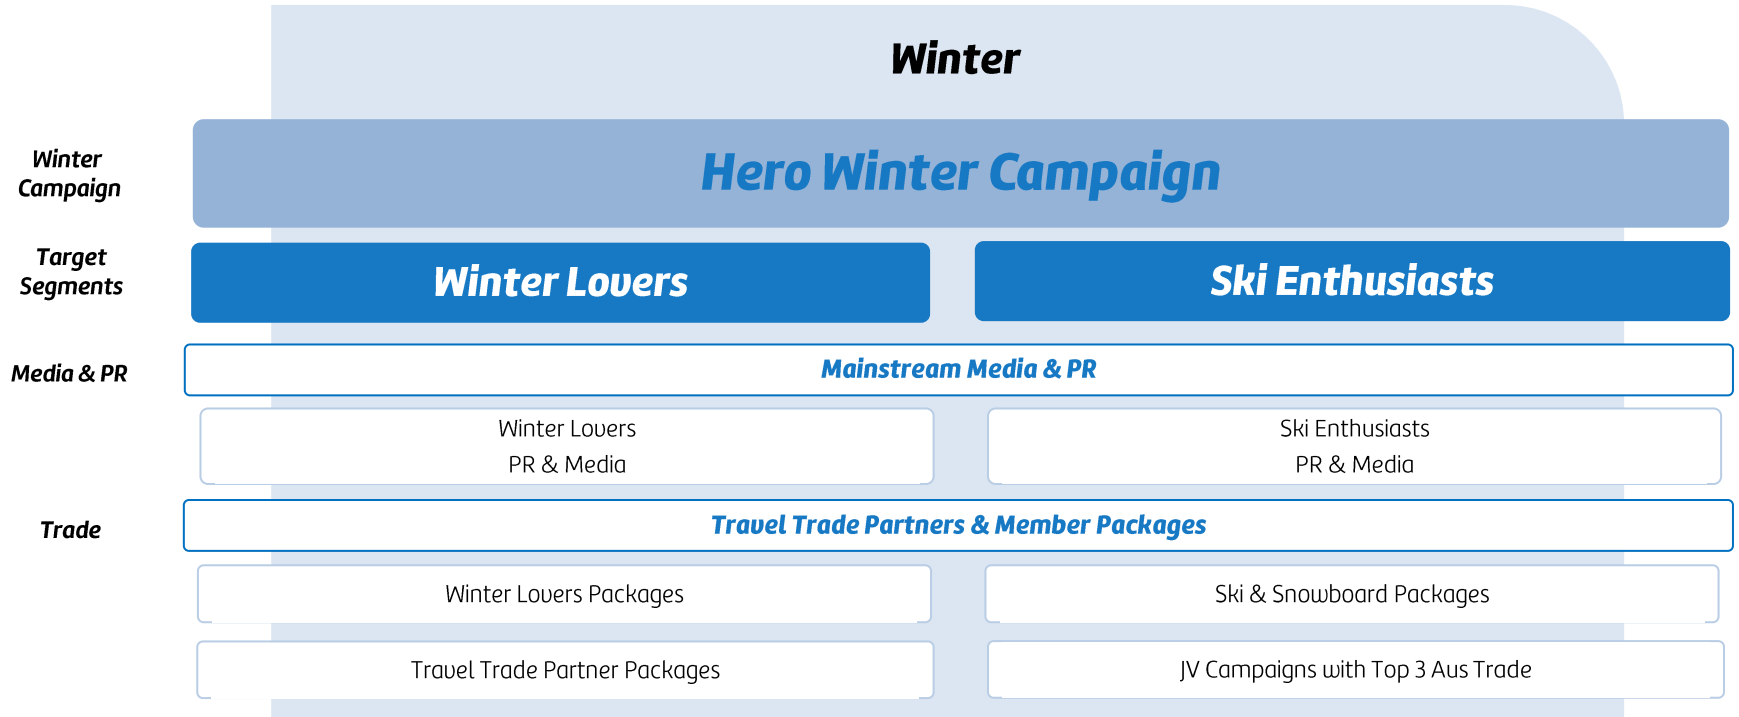 Winter
Winter
Campaign
Hero Winter Campaign
Target
Segments
Winter Lovers
Ski Enthusiasts
Media & PR
Mainstream Media & PR
Winter Lovers
PR & Media
Ski Enthusiasts
PR & Media
Trade
Travel Trade Partners & Member Packages
Winter Lovers Packages
Ski & Snowboard Packages
Travel Trade Partner Packages
JV Campaigns with Top 3 Aus Trade